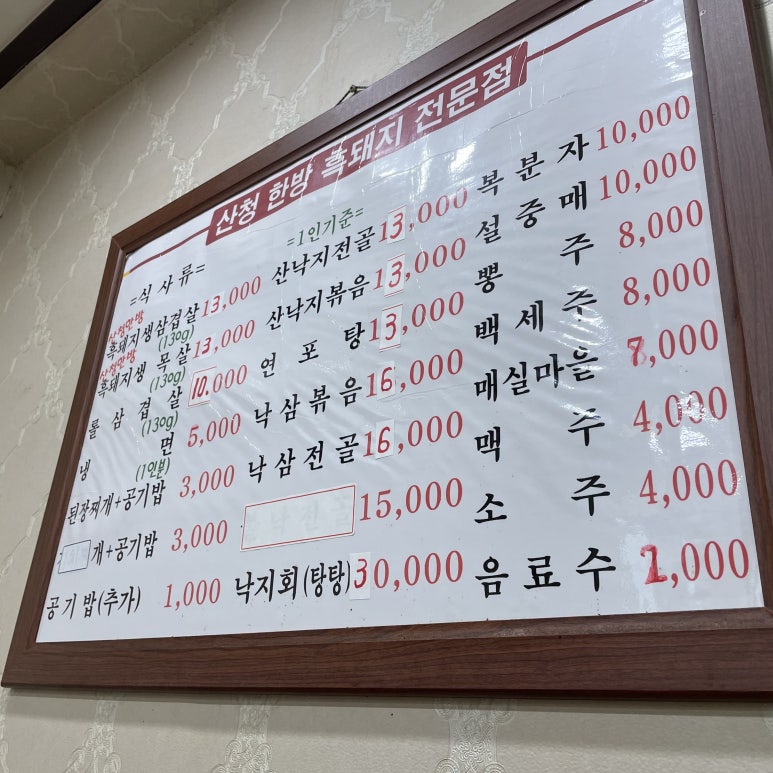 산청 한방 흑돼지 전문점
=식 사 류=
산청한방
흑돼지생삼겹살 13,000
(130g)
산청한방
흑돼지생 목살 13,000
(130g)
롤 삼 겹 살 10,000
(130g)
냉 면 5,000
(1인분)
된장찌개+공기밥 3,000
개+공기밥 3,000
공 기 밥(추가) 1,000
=1인기준=
산낙지전골 13,000
산낙지볶음 13,000
연 포 탕 13,000
낙삼볶음 16,000
낙삼전골 16,000
15,000
낙지회(탕탕) 30,000
복 분 자 10,000
설 중 매 10,000
뽕 주 8,000
백 세 주 8,000
매실마을 7,000
맥 주 4,000
소 주 4,000
음 료 수 2,000